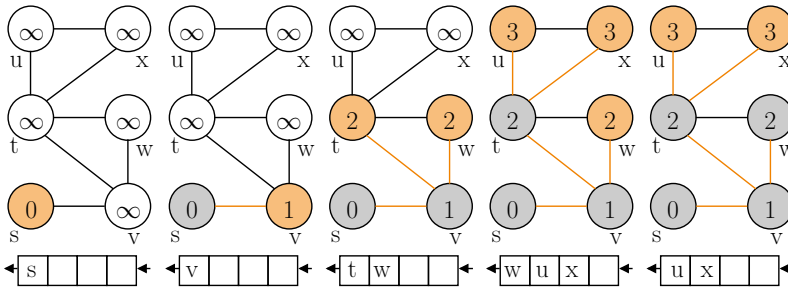 ∞ ∞ ∞ ∞ ∞ ∞ 3 3 3 3
u x u x u x u x u x
∞ ∞ ∞ ∞ 2 2 2 2 2 2
t w t w t w t w t w
0 ∞ 0 1 0 1 0 1 0 1
s v s v s v s v s v
s v t w w u x u x